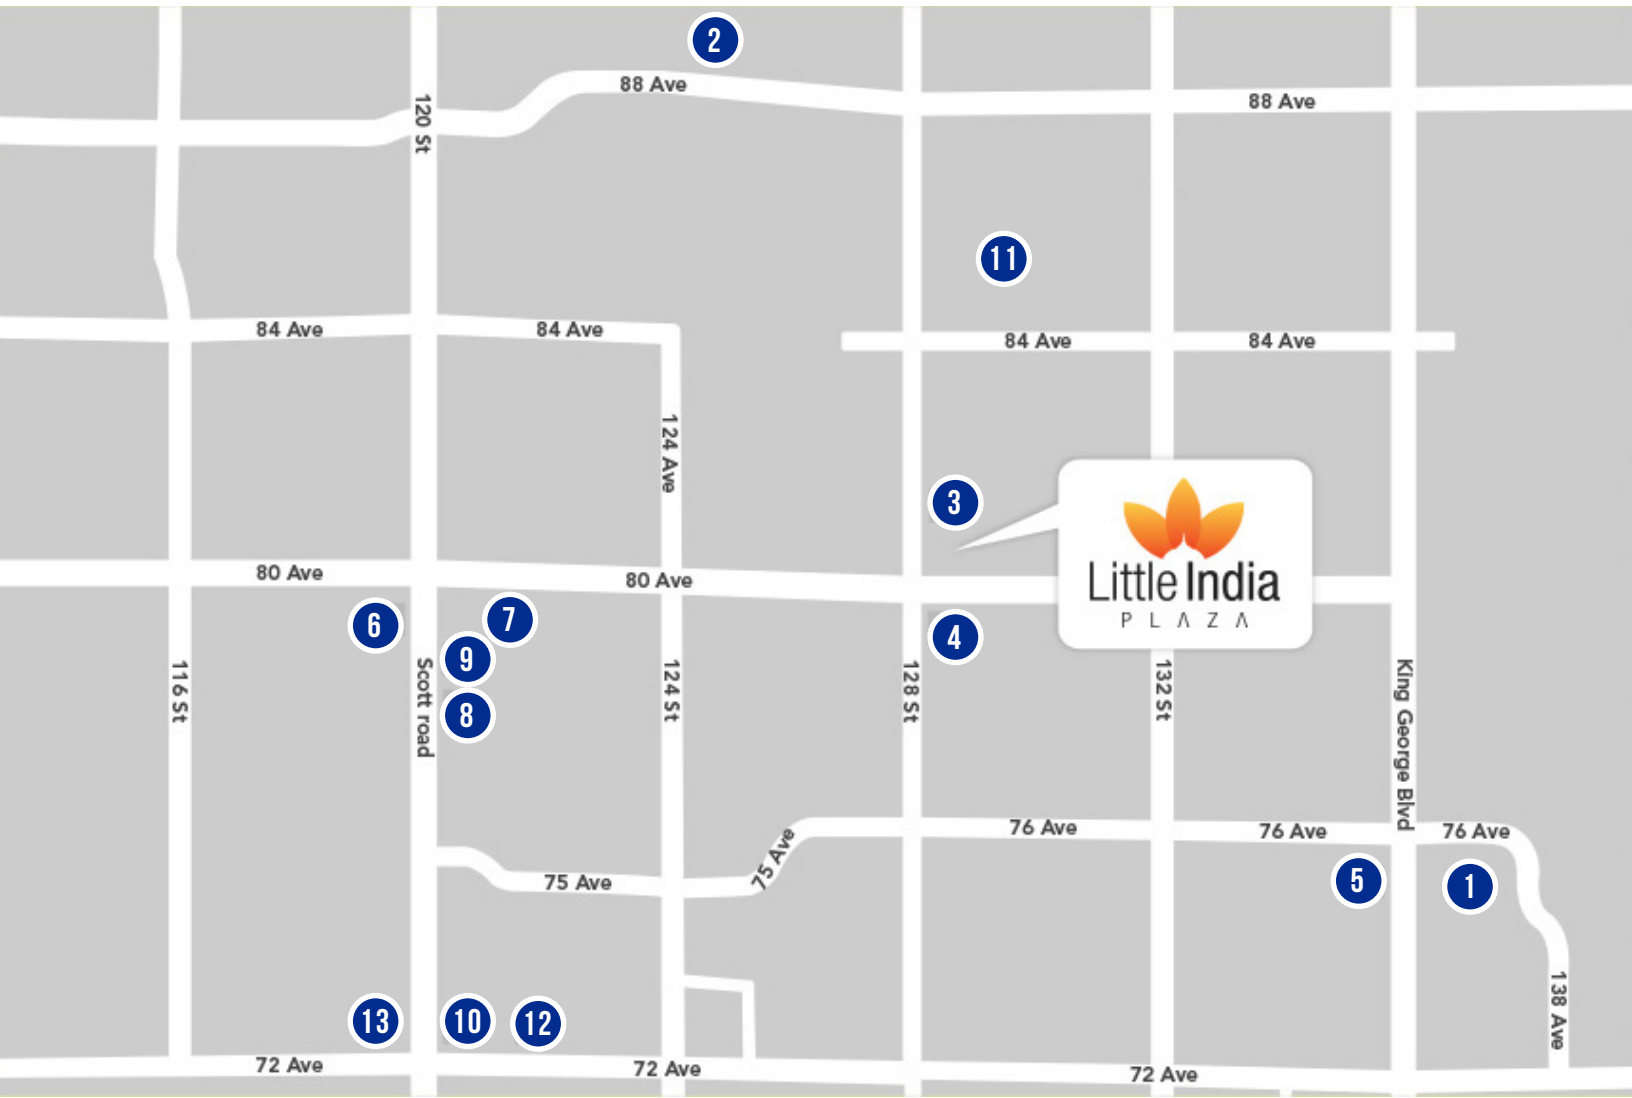 2
88 Ave
88 Ave
120 St
11
84 Ave
84 Ave
84 Ave
84 Ave
124 Ave
3
Little India
PLAZA
80 Ave
80 Ave
6
7
9
4
8
116 St
Scott road
124 St
128 St
132 St
King George Blvd
76 Ave
76 Ave
76 Ave
75 Ave
75 Ave
5
1
138 Ave
13
10
12
72 Ave
72 Ave
72 Ave